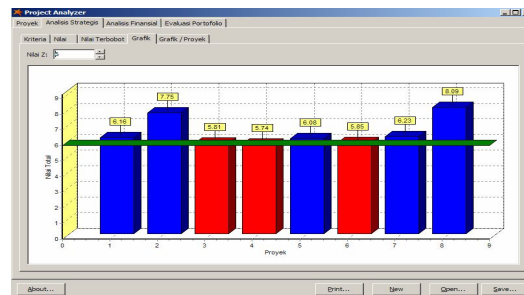 Project Analyzer
Proyek Analisis Strategis Analisis Finansial Evaluasi Portofolio
Kriteria Nilai Nilai Terbobot Grafik Grafik / Proyek
Nilai Z: 5
9
8
7
6
5
4
3
2
1
0
Nilai Total
6.16 7.75 5.81 5.74 6.08 5.85 6.23 8.09
0 1 2 3 4 5 6 7 8 9
Proyek
About... Print... New Open... Save...